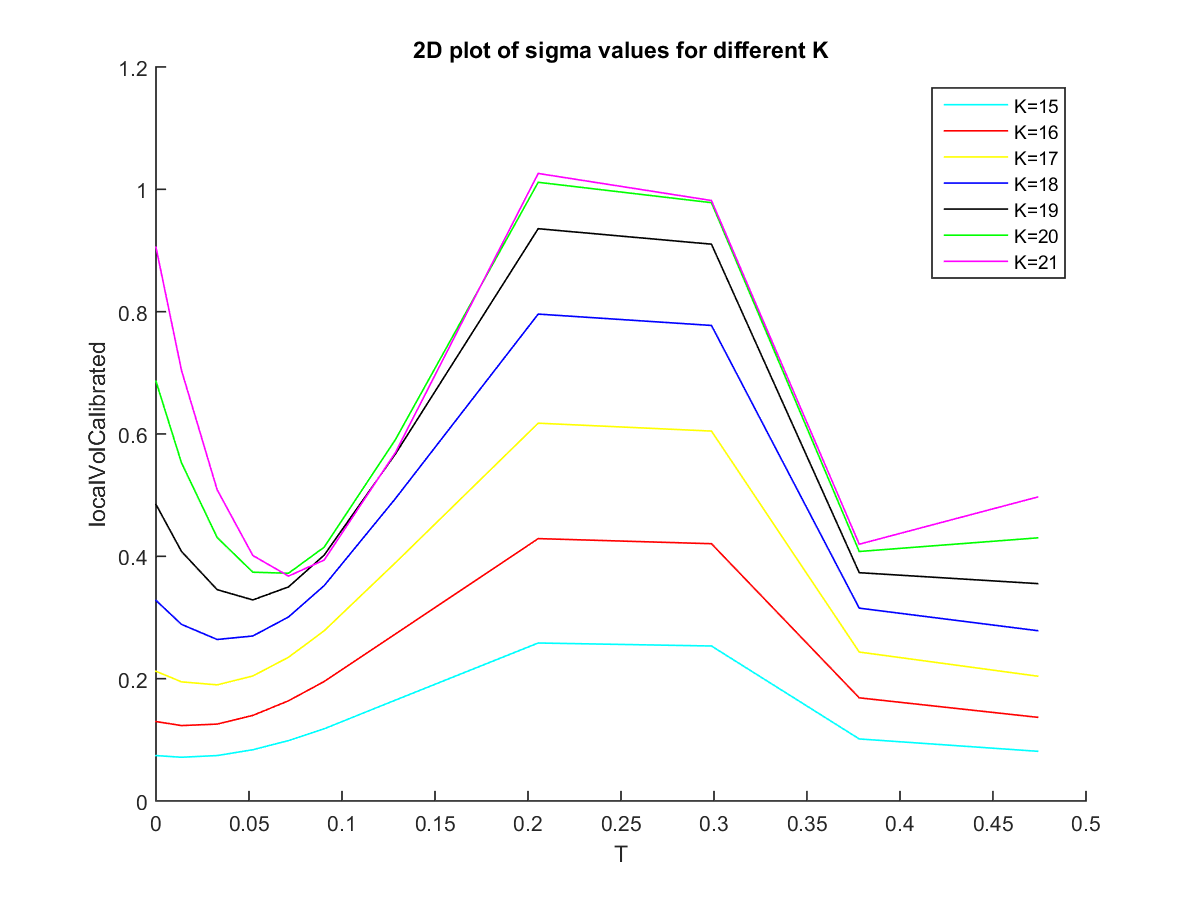 2D plot of sigma values for different K
1.2
1
0.8
0.6
0.4
0.2
0
localVolCalibrated
K=15
K=16
K=17
K=18
K=19
K=20
K=21
0 0.05 0.1 0.15 0.2 0.25 0.3 0.35 0.4 0.45 0.5
T